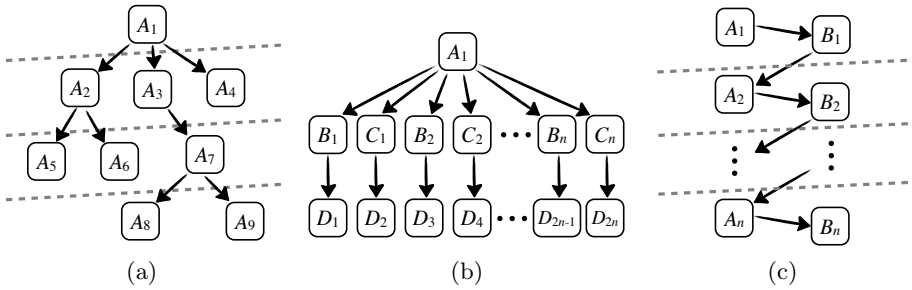 A₁
A₂ A₃ A₄
A₅ A₆ A₇
A₈ A₉
(a)
A₁
B₁ C₁ B₂ C₂ ··· Bₙ Cₙ
D₁ D₂ D₃ D₄ ··· D₂ₙ₋₁ D₂ₙ
(b)
A₁ B₁
A₂ B₂
⋮ ⋮
Aₙ Bₙ
(c)